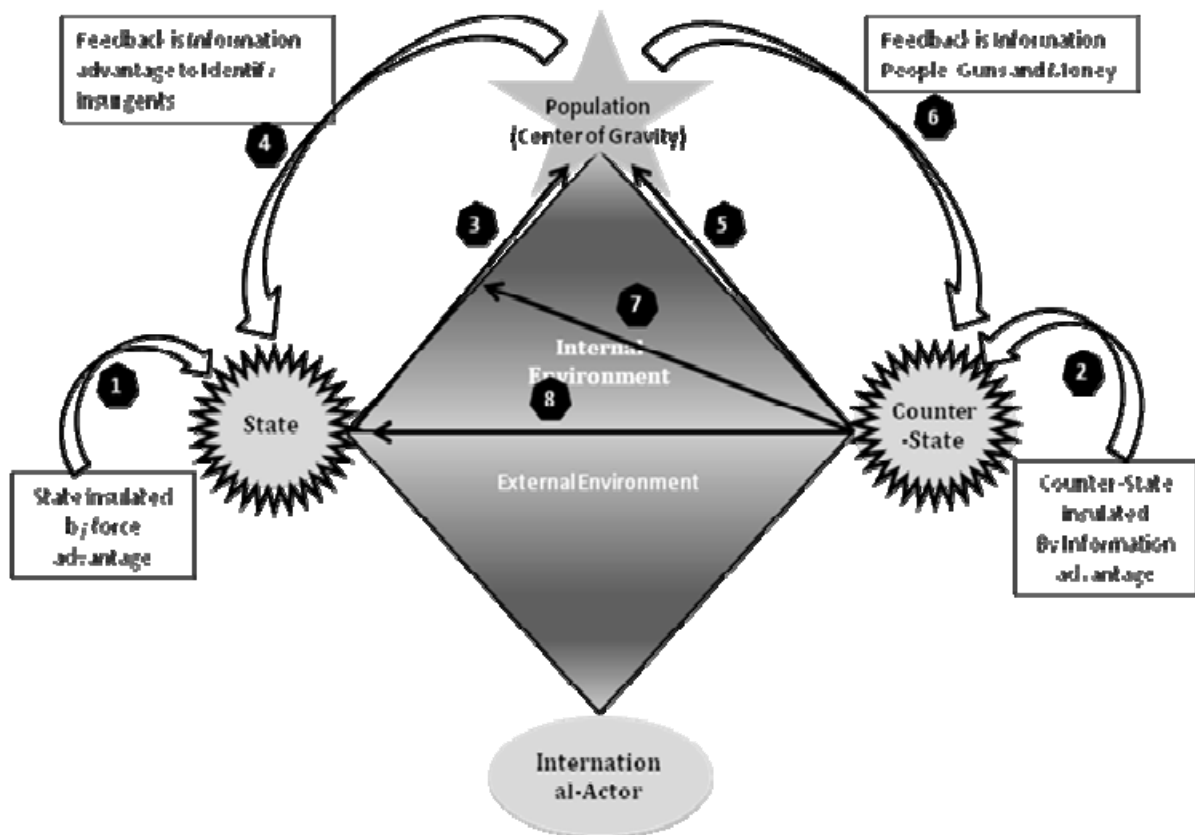 Feedback is Information
advantage to Identify
insurgents
Feedback is Information
People Guns and Money
Population
(Center of Gravity)
4
6
3
5
7
Internal
Environment
1
2
8
State
Counter
-State
External Environment
State insulated
by force
advantage
Counter-State
insulated
By Information
advantage
Internation
al-Actor